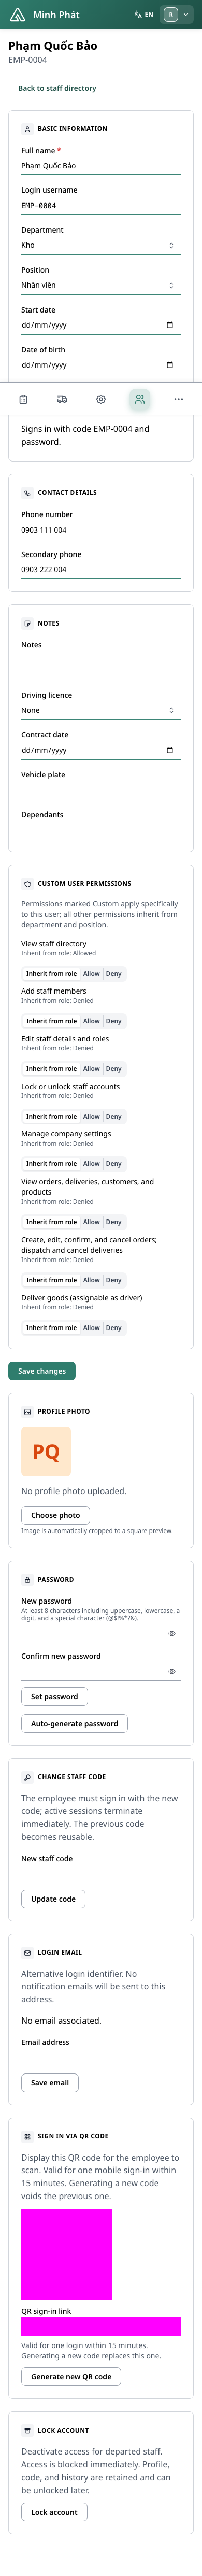 Minh Phát
EN
Phạm Quốc Bảo
EMP-0004
Back to staff directory
BASIC INFORMATION
Full name *
Phạm Quốc Bảo
Login username
EMP-0004
Department
Kho
Position
Nhân viên
Start date
dd/mm/yyyy
Date of birth
dd/mm/yyyy
Signs in with code EMP-0004 and
password.
CONTACT DETAILS
Phone number
0903 111 004
Secondary phone
0903 222 004
NOTES
Notes
Driving licence
None
Contract date
dd/mm/yyyy
Vehicle plate
Dependants
CUSTOM USER PERMISSIONS
Permissions marked Custom apply specifically
to this user; all other permissions inherit from
department and position.
View staff directory
Inherit from role: Allowed
Inherit from role Allow Deny
Add staff members
Inherit from role: Denied
Inherit from role Allow Deny
Edit staff details and roles
Inherit from role: Denied
Inherit from role Allow Deny
Lock or unlock staff accounts
Inherit from role: Denied
Inherit from role Allow Deny
Manage company settings
Inherit from role: Denied
Inherit from role Allow Deny
View orders, deliveries, customers, and
products
Inherit from role: Denied
Inherit from role Allow Deny
Create, edit, confirm, and cancel orders;
dispatch and cancel deliveries
Inherit from role: Denied
Inherit from role Allow Deny
Deliver goods (assignable as driver)
Inherit from role: Denied
Inherit from role Allow Deny
Save changes
PROFILE PHOTO
PQ
No profile photo uploaded.
Choose photo
Image is automatically cropped to a square preview.
PASSWORD
New password
At least 8 characters including uppercase, lowercase, a
digit, and a special character (@$!%*?&).
Confirm new password
Set password
Auto-generate password
CHANGE STAFF CODE
The employee must sign in with the new
code; active sessions terminate
immediately. The previous code
becomes reusable.
New staff code
Update code
LOGIN EMAIL
Alternative login identifier. No
notification emails will be sent to this
address.
No email associated.
Email address
Save email
SIGN IN VIA QR CODE
Display this QR code for the employee to
scan. Valid for one mobile sign-in within
15 minutes. Generating a new code
voids the previous one.
QR sign-in link
Valid for one login within 15 minutes.
Generating a new code replaces this one.
Generate new QR code
LOCK ACCOUNT
Deactivate access for departed staff.
Access is blocked immediately. Profile,
code, and history are retained and can
be unlocked later.
Lock account